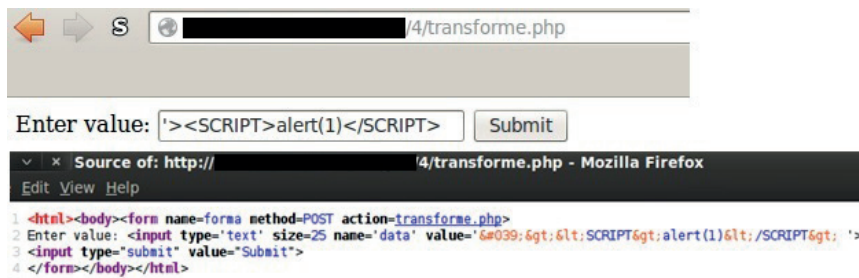 S /4/transforme.php
Enter value: '><SCRIPT>alert(1)</SCRIPT> Submit
Source of: http:// /4/transforme.php - Mozilla Firefox
Edit View Help
1 <html><body><form name=forma method=POST action=transforme.php>
2 Enter value: <input type='text' size=25 name='data' value='&#039;&gt;&lt;SCRIPT&gt;alert(1)&lt;/SCRIPT&gt; '>
3 <input type="submit" value="Submit">
4 </form></body></html>